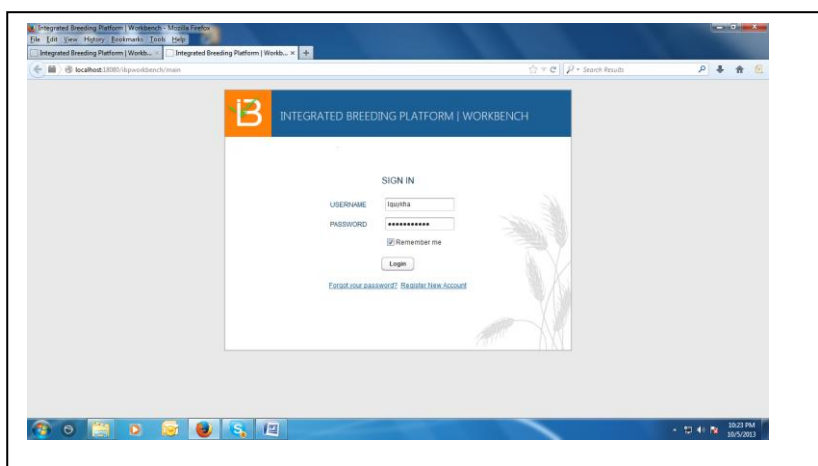 Integrated Breeding Platform | Workbench - Mozilla Firefox
File Edit View History Bookmarks Tools Help
Integrated Breeding Platform | Workb... × Integrated Breeding Platform | Workb... × +
localhost:18080/ibpworkbench/main Search Results
iB INTEGRATED BREEDING PLATFORM | WORKBENCH
SIGN IN
USERNAME
PASSWORD •••••••••••
Remember me
Login
Forgot your password? Register New Account
10:23 PM
10/5/2013